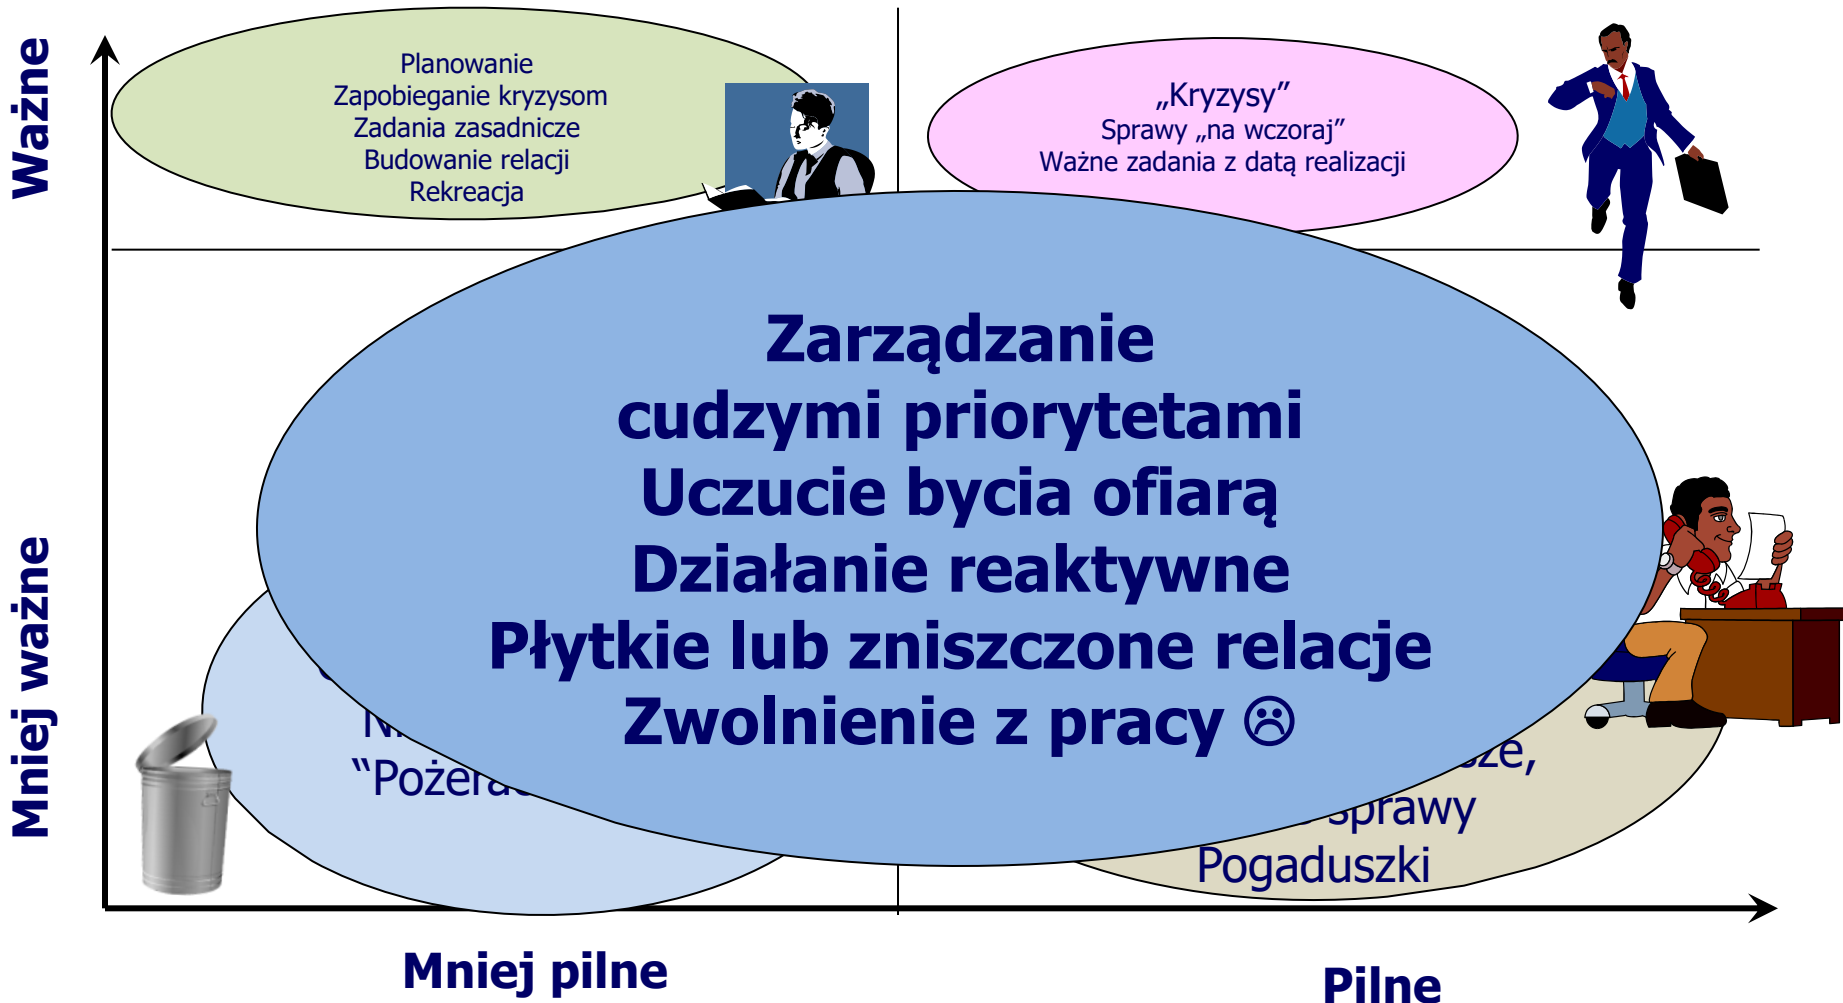 Ważne
Planowanie
Zapobieganie kryzysom
Zadania zasadnicze
Budowanie relacji
Rekreacja
„Kryzysy”
Sprawy „na wczoraj”
Ważne zadania z datą realizacji
Zarządzanie
cudzymi priorytetami
Uczucie bycia ofiarą
Działanie reaktywne
Płytkie lub zniszczone relacje
Zwolnienie z pracy ☹
Mniej ważne
sprawy
Pogaduszki
Mniej pilne
Pilne